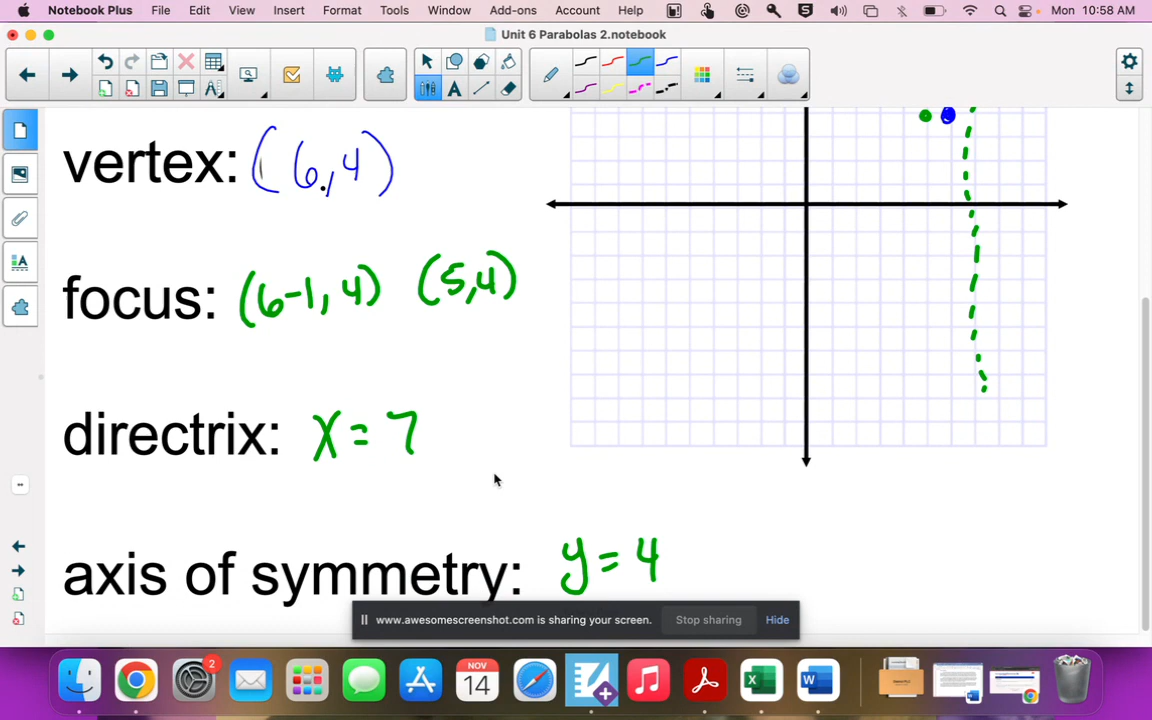 Notebook Plus File Edit View Insert Format Tools Window Add-ons Account Help Mon 10:58 AM
Unit 6 Parabolas 2.notebook
vertex: (6,4)
focus: (6-1, 4) (5,4)
directrix: x = 7
axis of symmetry: y = 4
www.awesomescreenshot.com is sharing your screen. Stop sharing Hide
2
NOV
14